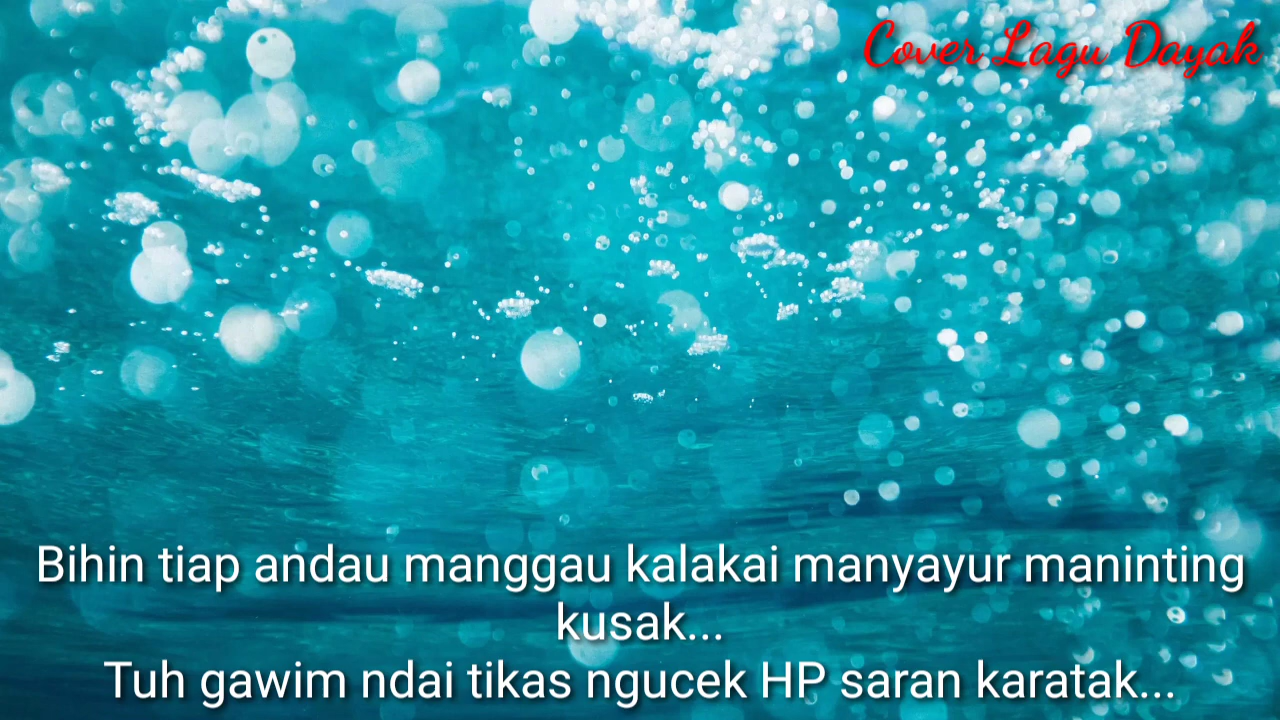 Cover Lagu Dayak
Bihin tiap andau manggau kalakai manyayur maninting
kusak...
Tuh gawim ndai tikas ngucek HP saran karatak...